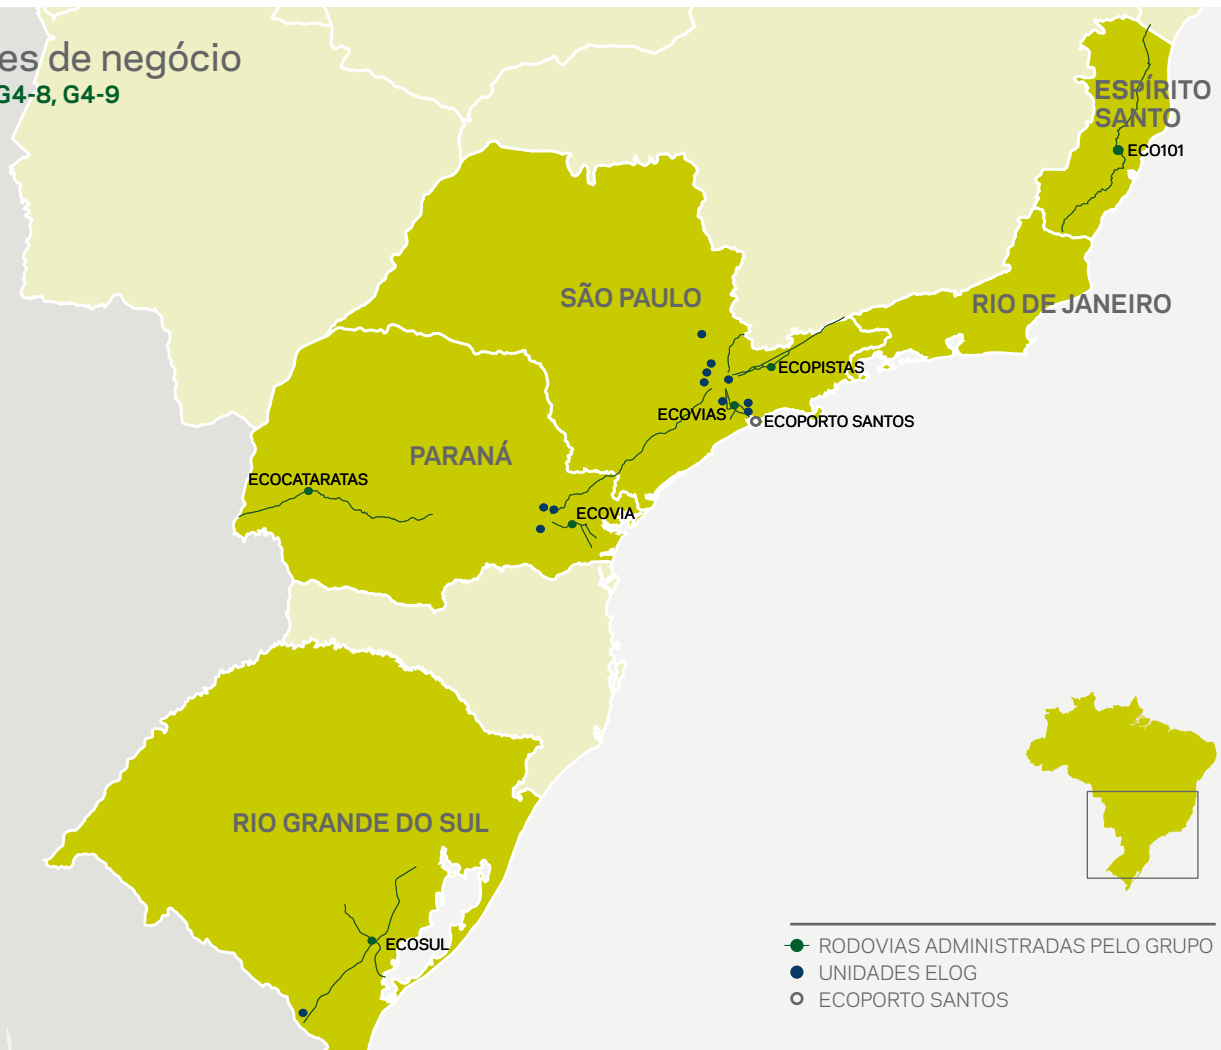 es de negócio
G4-8, G4-9
ESPÍRITO
SANTO
ECO101
SÃO PAULO
RIO DE JANEIRO
ECOPISTAS
ECOVIAS
ECOPORTO SANTOS
PARANÁ
ECOCATARATAS
ECOVIA
RIO GRANDE DO SUL
ECOSUL
RODOVIAS ADMINISTRADAS PELO GRUPO
UNIDADES ELOG
ECOPORTO SANTOS